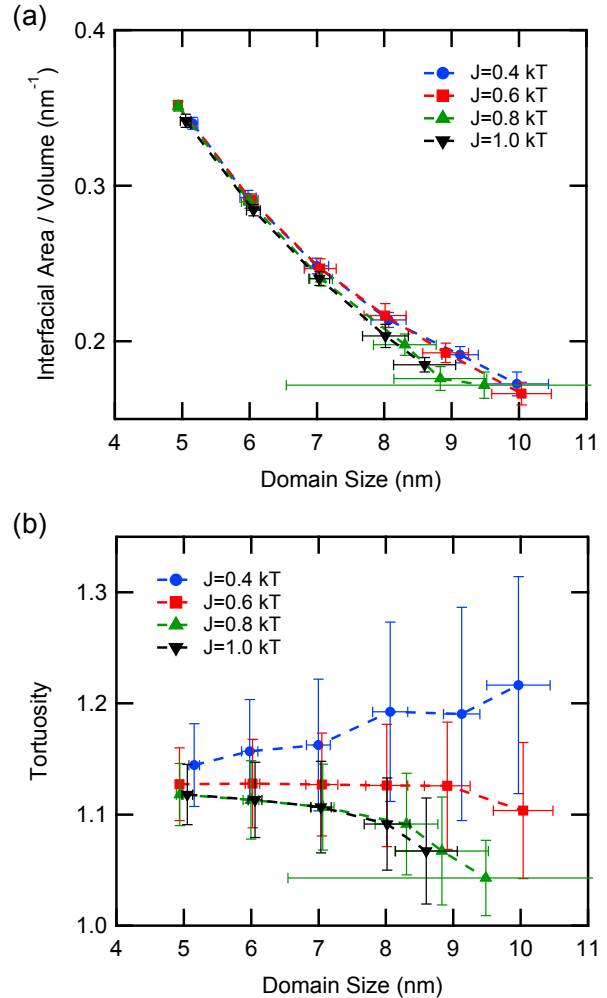 (a)
0.4
0.3
0.2
Interfacial Area / Volume (nm⁻¹)
J=0.4 kT
J=0.6 kT
J=0.8 kT
J=1.0 kT
4 5 6 7 8 9 10 11
Domain Size (nm)
(b)
1.3
1.2
1.1
1.0
Tortuosity
J=0.4 kT
J=0.6 kT
J=0.8 kT
J=1.0 kT
4 5 6 7 8 9 10 11
Domain Size (nm)